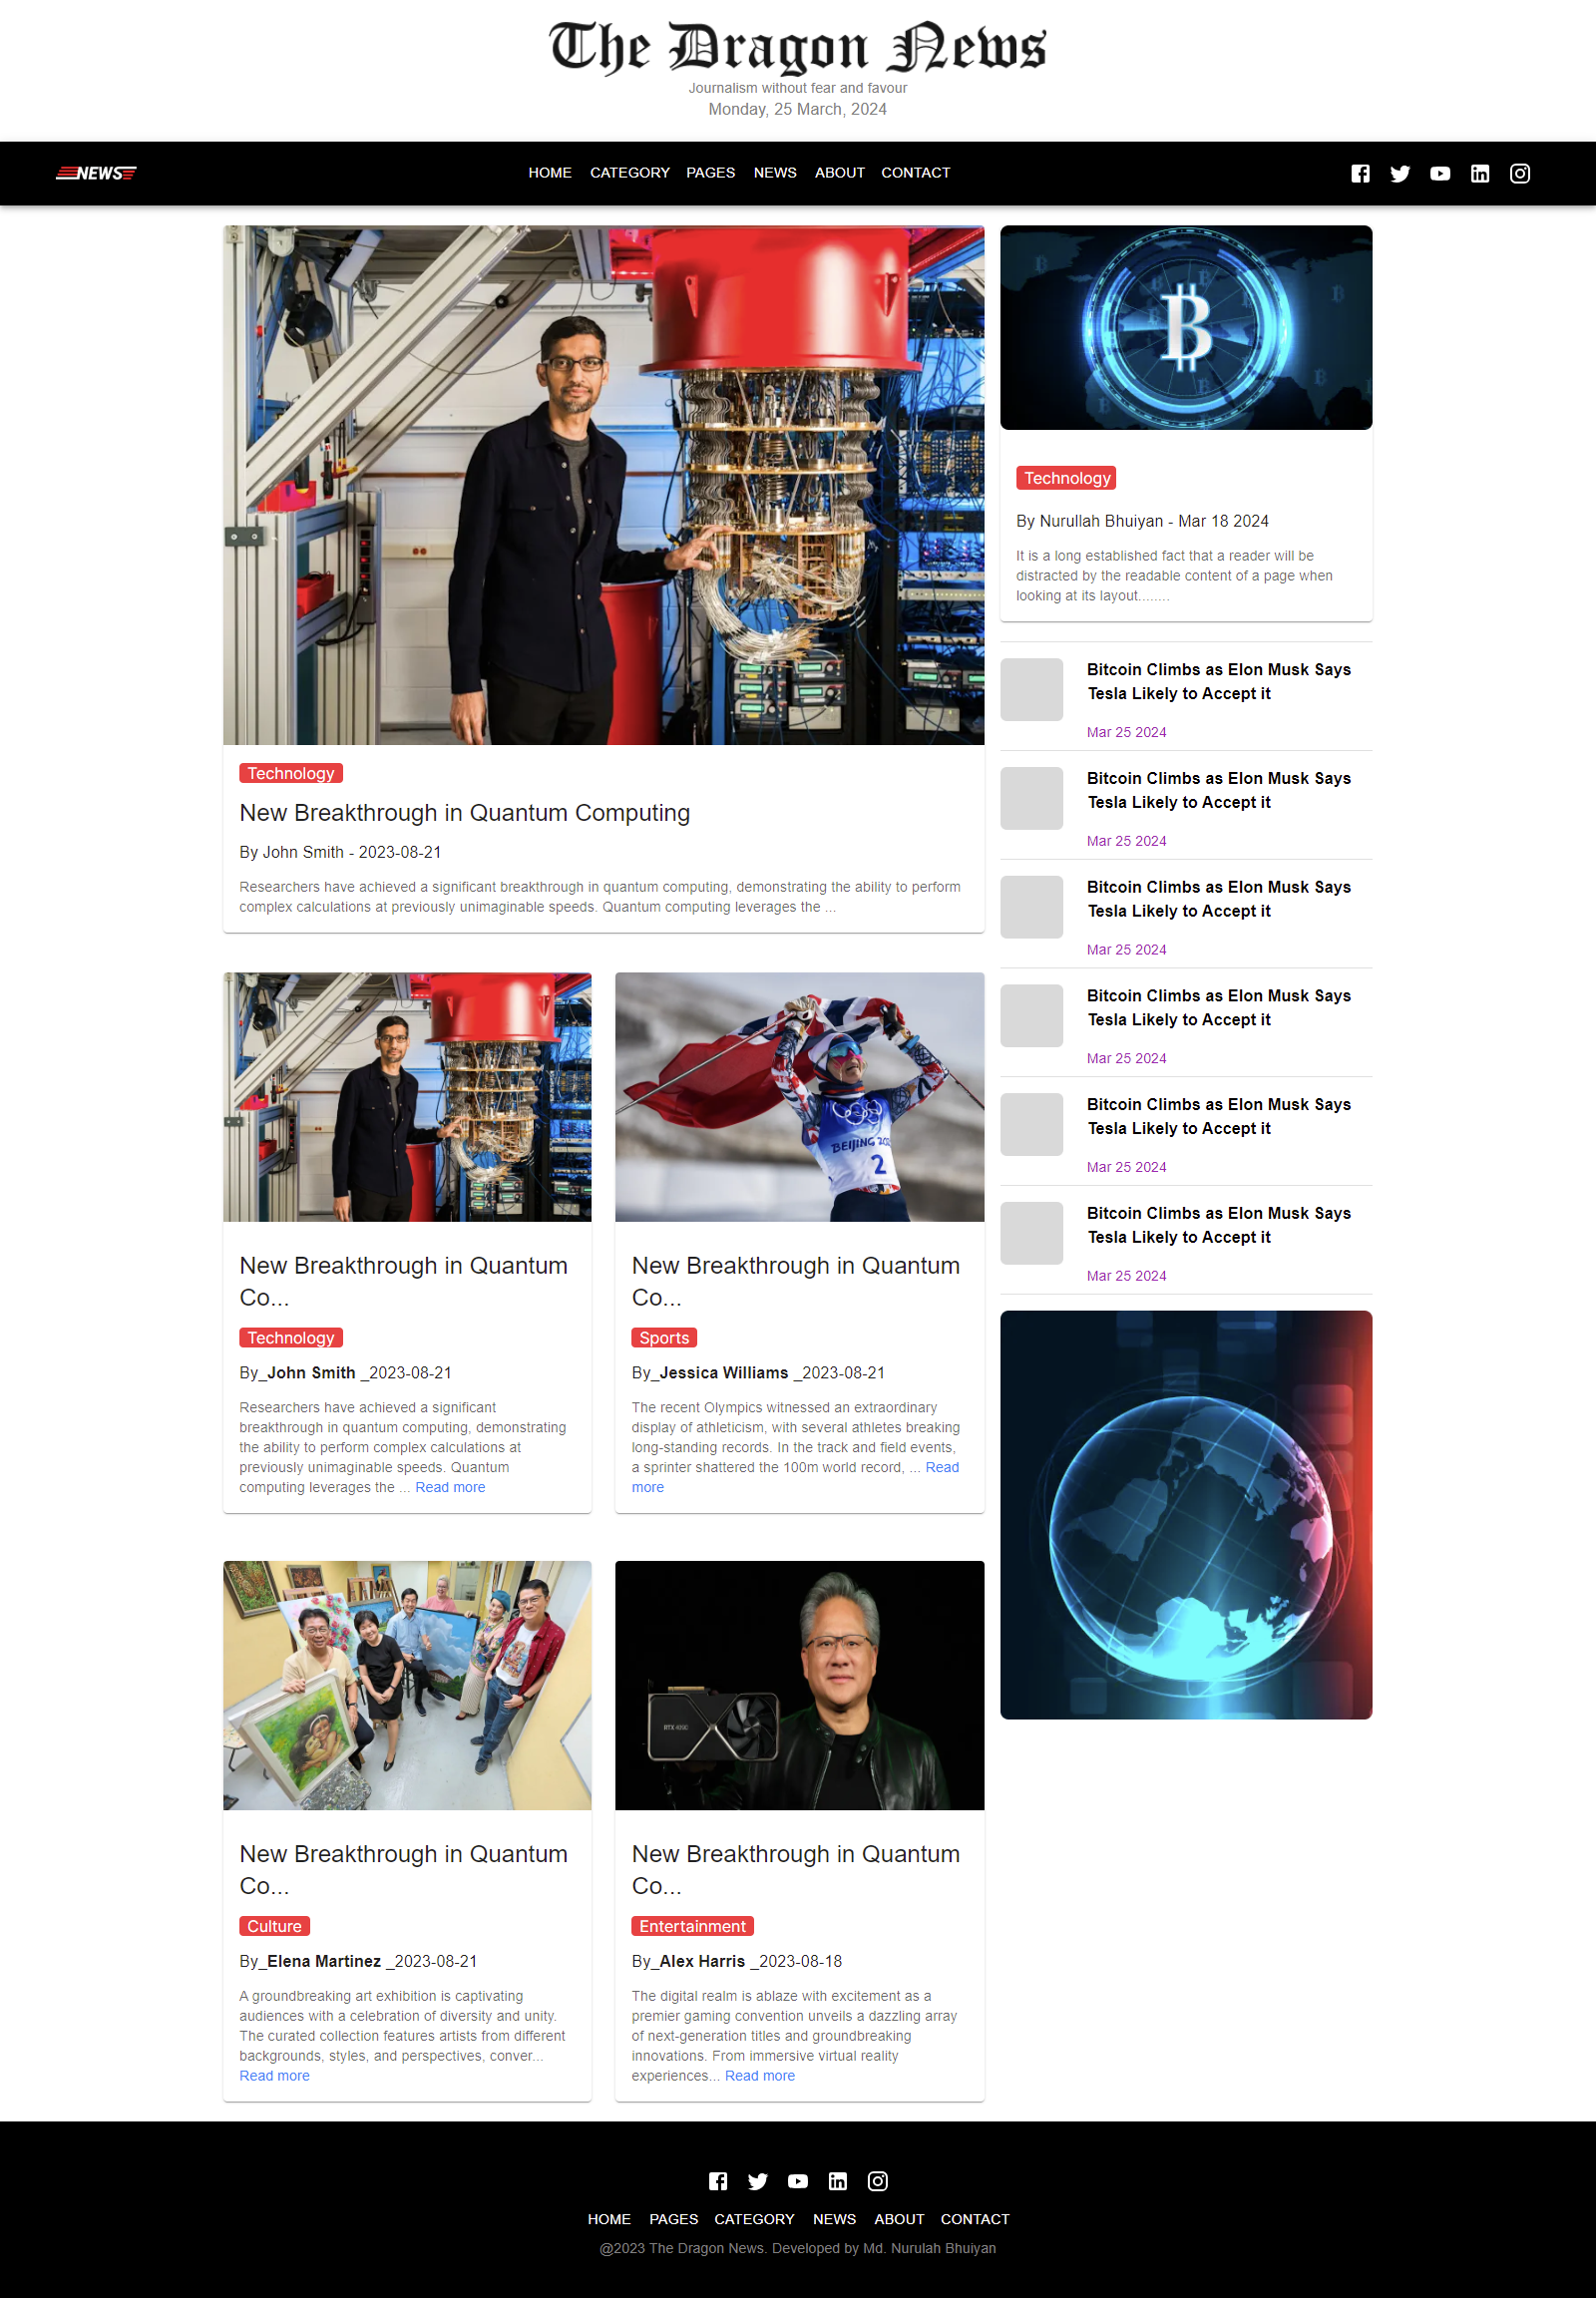 The Dragon News
Journalism without fear and favour
Monday, 25 March, 2024
NEWS
HOME CATEGORY PAGES NEWS ABOUT CONTACT
Technology
New Breakthrough in Quantum Computing
By John Smith - 2023-08-21
Researchers have achieved a significant breakthrough in quantum computing, demonstrating the ability to perform
complex calculations at previously unimaginable speeds. Quantum computing leverages the ...
New Breakthrough in Quantum
Co...
Technology
By_John Smith _2023-08-21
Researchers have achieved a significant
breakthrough in quantum computing, demonstrating
the ability to perform complex calculations at
previously unimaginable speeds. Quantum
computing leverages the ... Read more
BEIJING 202
2
New Breakthrough in Quantum
Co...
Sports
By_Jessica Williams _2023-08-21
The recent Olympics witnessed an extraordinary
display of athleticism, with several athletes breaking
long-standing records. In the track and field events,
a sprinter shattered the 100m world record, ... Read
more
New Breakthrough in Quantum
Co...
Culture
By_Elena Martinez _2023-08-21
A groundbreaking art exhibition is captivating
audiences with a celebration of diversity and unity.
The curated collection features artists from different
backgrounds, styles, and perspectives, conver...
Read more
RTX 4090
New Breakthrough in Quantum
Co...
Entertainment
By_Alex Harris _2023-08-18
The digital realm is ablaze with excitement as a
premier gaming convention unveils a dazzling array
of next-generation titles and groundbreaking
innovations. From immersive virtual reality
experiences... Read more
Technology
By Nurullah Bhuiyan - Mar 18 2024
It is a long established fact that a reader will be
distracted by the readable content of a page when
looking at its layout........
Bitcoin Climbs as Elon Musk Says
Tesla Likely to Accept it
Mar 25 2024
Bitcoin Climbs as Elon Musk Says
Tesla Likely to Accept it
Mar 25 2024
Bitcoin Climbs as Elon Musk Says
Tesla Likely to Accept it
Mar 25 2024
Bitcoin Climbs as Elon Musk Says
Tesla Likely to Accept it
Mar 25 2024
Bitcoin Climbs as Elon Musk Says
Tesla Likely to Accept it
Mar 25 2024
Bitcoin Climbs as Elon Musk Says
Tesla Likely to Accept it
Mar 25 2024
HOME PAGES CATEGORY NEWS ABOUT CONTACT
@2023 The Dragon News. Developed by Md. Nurulah Bhuiyan